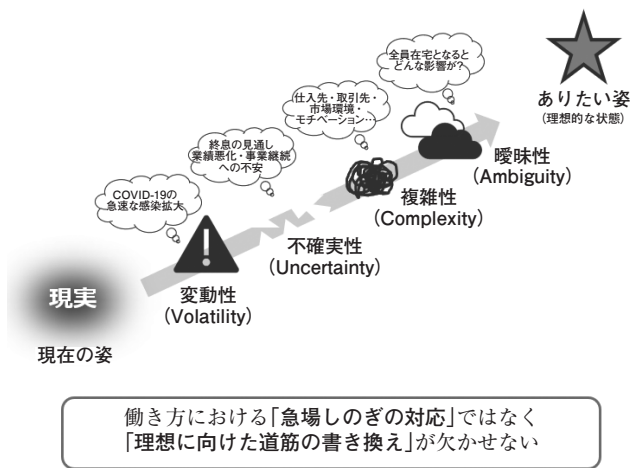 全員在宅となると
どんな影響が?
ありたい姿
(理想的な状態)
仕入先・取引先・
市場環境・
モチベーション…
曖昧性
(Ambiguity)
終息の見通し
業績悪化・事業継続
への不安
複雑性
(Complexity)
COVID-19の
急速な感染拡大
不確実性
(Uncertainty)
変動性
(Volatility)
現実
現在の姿
働き方における「急場しのぎの対応」ではなく
「理想に向けた道筋の書き換え」が欠かせない